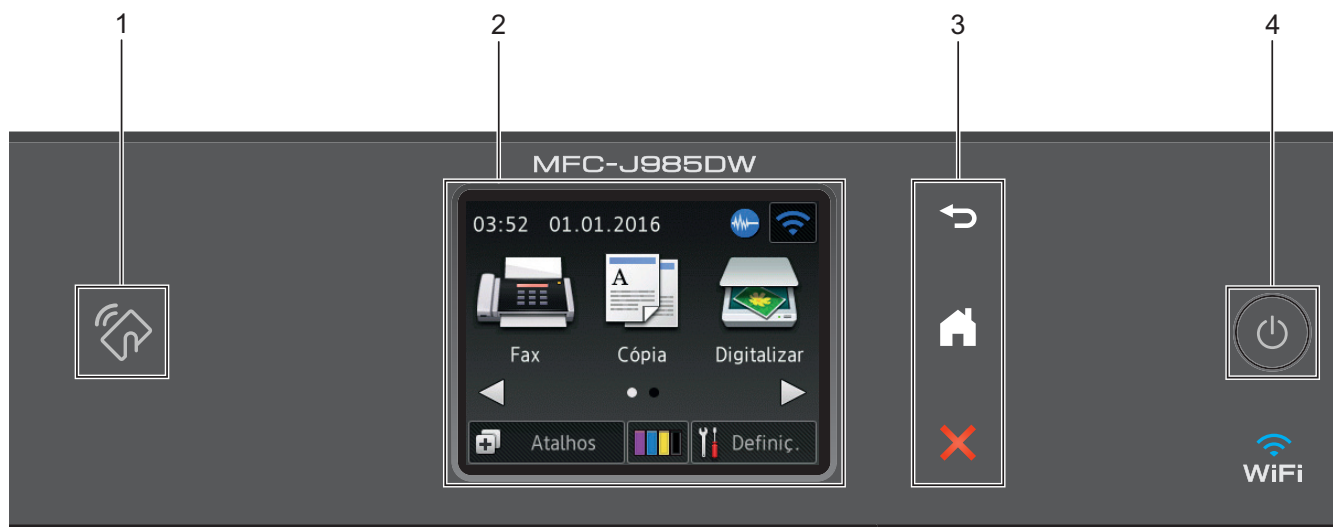 1 2 3 4
MFC-J985DW
03:52 01.01.2016
A
Fax Cópia Digitalizar
Atalhos Definiç.
WiFi